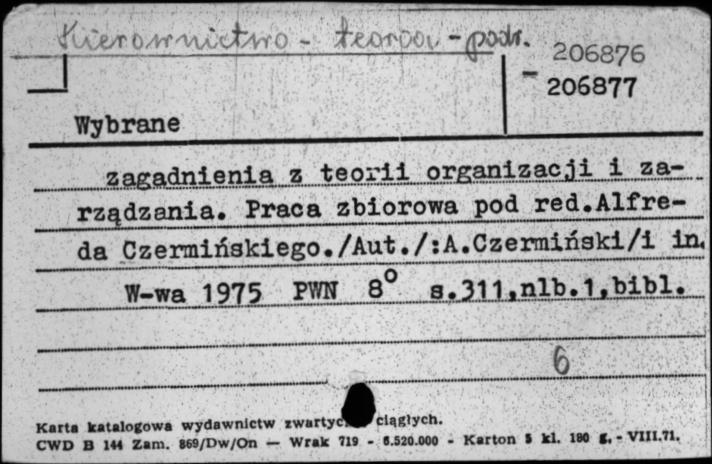 Kierownictwo - teoria - podr.
206876
- 206877
Wybrane
zagadnienia z teorii organizacji i za-
rządzania. Praca zbiorowa pod red.Alfre-
da Czermińskiego./Aut./:A.Czermiński/i in.
W-wa 1975 PWN 8° s.311,nlb.1,bibl.
6
Karta katalogowa wydawnictw zwartyc ciągłych.
CWD B 144 Zam. 869/Dw/On — Wrak 719 - 6.520.000 - Karton 5 kl. 180 g. - VIII.71.